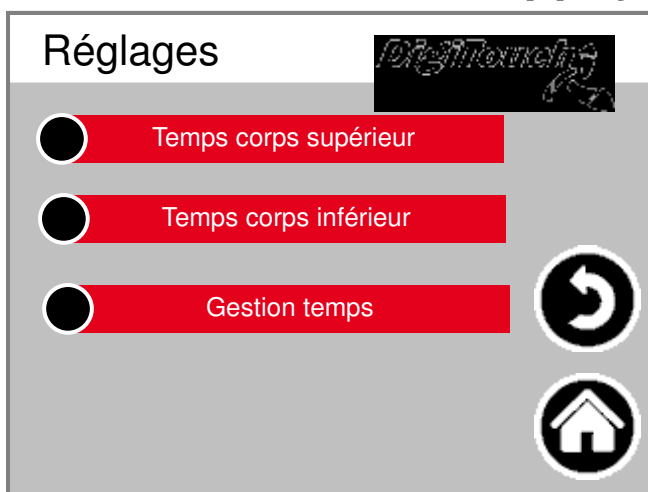 Réglages
DigiTouch
Temps corps supérieur
Temps corps inférieur
Gestion temps